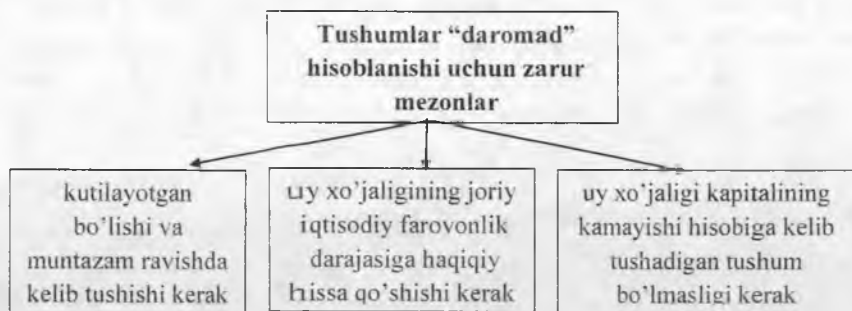 Tushumlar “daromad”
hisoblanishi uchun zarur
mezonlar
kutilayotgan
bo’lishi va
muntazam ravishda
kelib tushishi kerak
uy xo’jaligining joriy
iqtisodiy farovonlik
darajasiga haqiqiy
hissa qo’shishi kerak
uy xo’jaligi kapitalining
kamayishi hisobiga kelib
tushadigan tushum
bo’lmasligi kerak